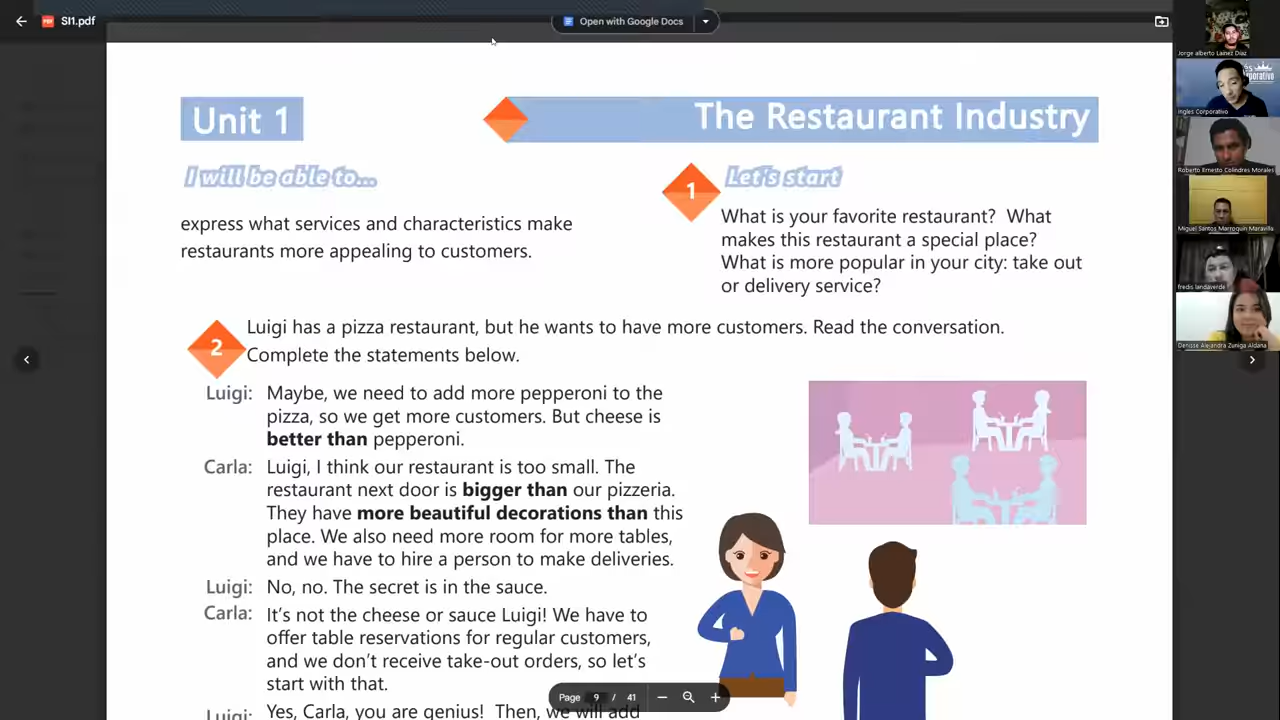 SI1.pdf
Open with Google Docs
Unit 1
The Restaurant Industry
I will be able to...
express what services and characteristics make
restaurants more appealing to customers.
1
Let's start
What is your favorite restaurant? What
makes this restaurant a special place?
What is more popular in your city: take out
or delivery service?
2
Luigi has a pizza restaurant, but he wants to have more customers. Read the conversation.
Complete the statements below.
Luigi: Maybe, we need to add more pepperoni to the
pizza, so we get more customers. But cheese is
better than pepperoni.
Carla: Luigi, I think our restaurant is too small. The
restaurant next door is bigger than our pizzeria.
They have more beautiful decorations than this
place. We also need more room for more tables,
and we have to hire a person to make deliveries.
Luigi: No, no. The secret is in the sauce.
Carla: It's not the cheese or sauce Luigi! We have to
offer table reservations for regular customers,
and we don't receive take-out orders, so let's
start with that.
Luigi: Yes, Carla, you are genius! Then, we will add
Page 9 / 41
Jorge alberto Lainez Diaz
Ingles Corporativo
Roberto Ernesto Colindres Morales
Miguel Santos Marroquin Maravilla
fredis landaverde
Denisse Alejandra Zuniga Aldana